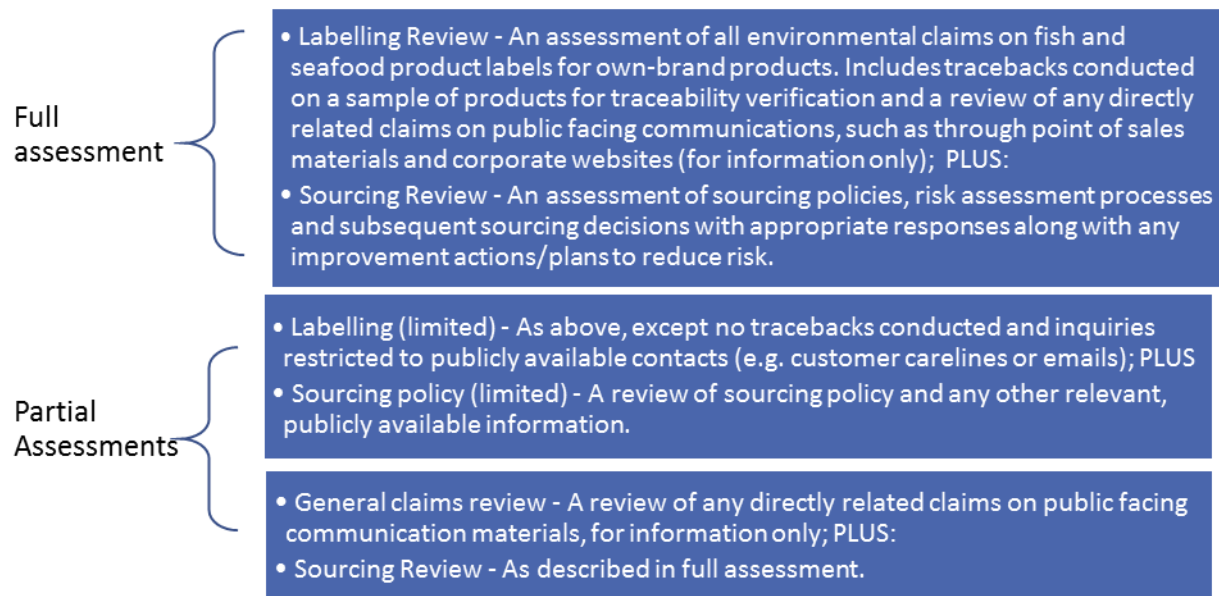 Full
assessment
• Labelling Review - An assessment of all environmental claims on fish and
seafood product labels for own-brand products. Includes tracebacks conducted
on a sample of products for traceability verification and a review of any directly
related claims on public facing communications, such as through point of sales
materials and corporate websites (for information only); PLUS:
• Sourcing Review - An assessment of sourcing policies, risk assessment processes
and subsequent sourcing decisions with appropriate responses along with any
improvement actions/plans to reduce risk.
Partial
Assessments
• Labelling (limited) - As above, except no tracebacks conducted and inquiries
restricted to publicly available contacts (e.g. customer carelines or emails); PLUS
• Sourcing policy (limited) - A review of sourcing policy and any other relevant,
publicly available information.
• General claims review - A review of any directly related claims on public facing
communication materials, for information only; PLUS:
• Sourcing Review - As described in full assessment.